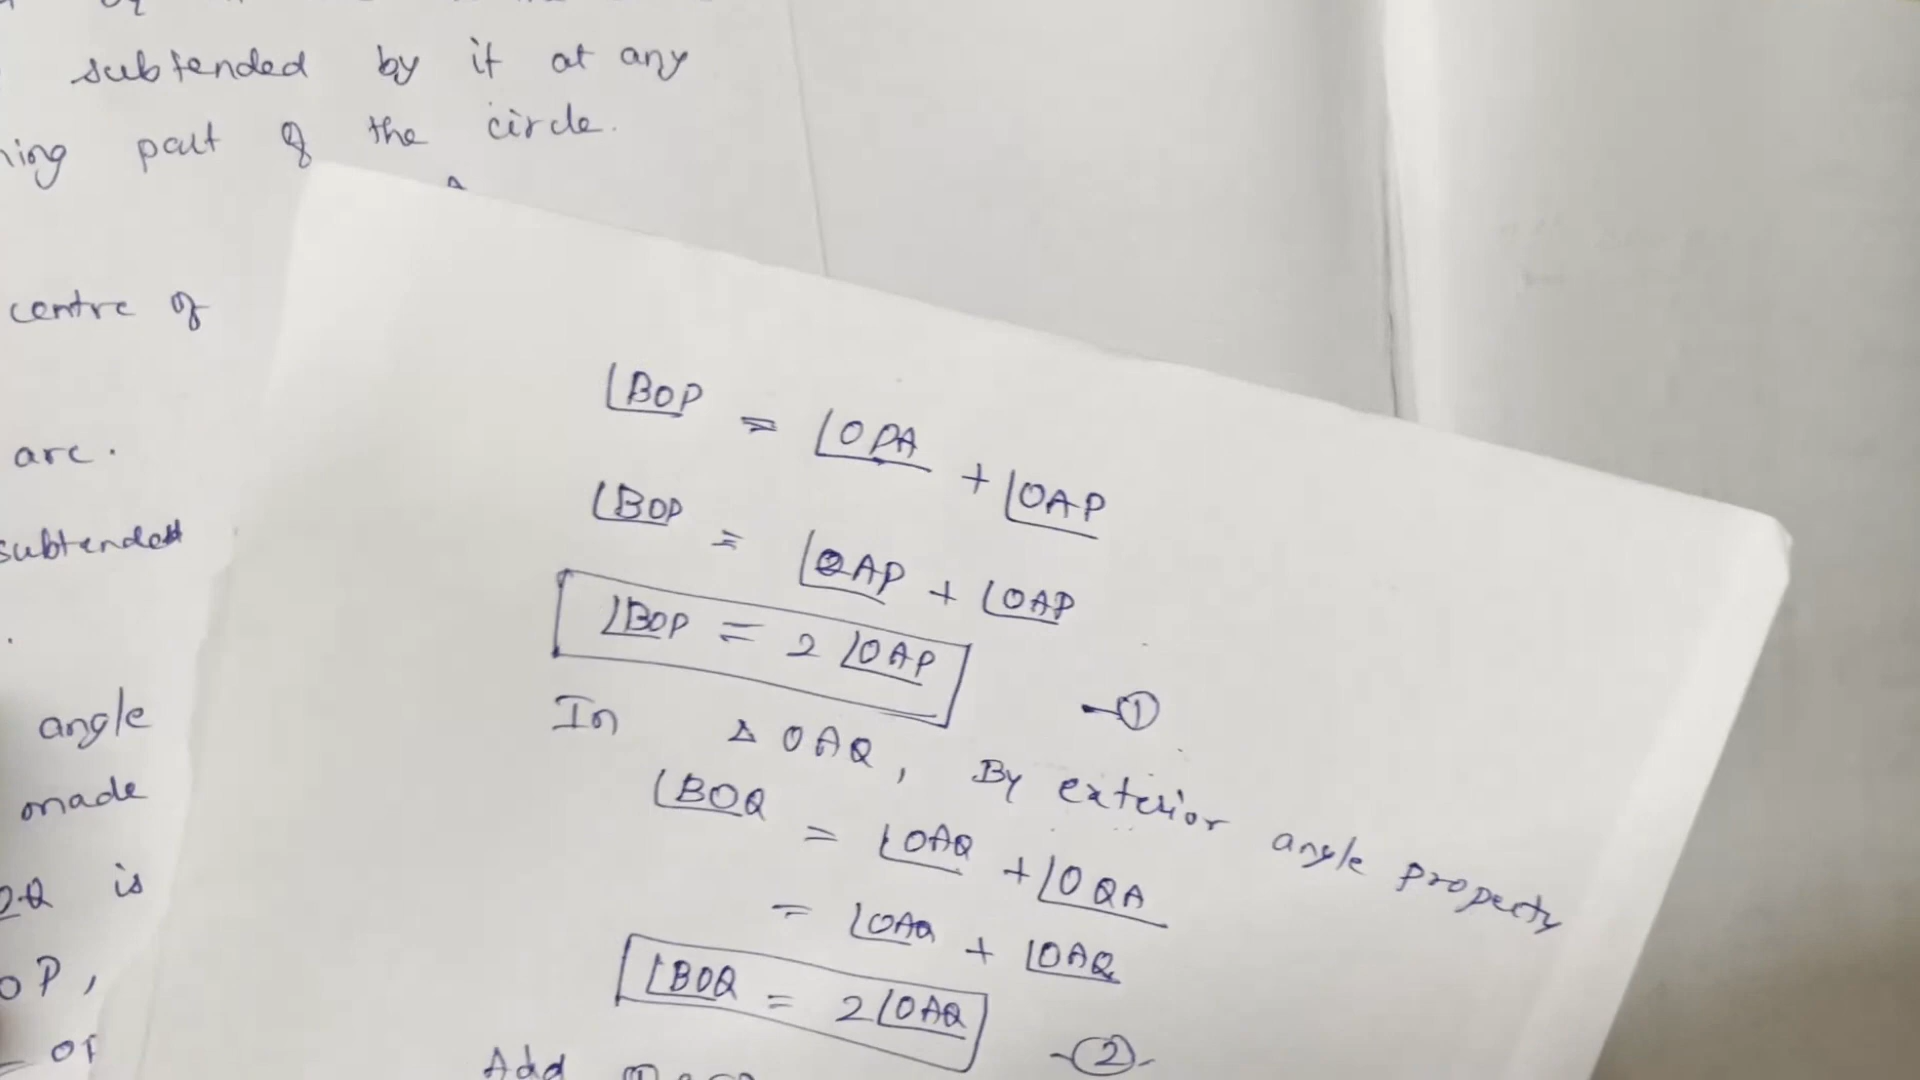 subtended by it at any
ning part of the circle.
centre of
arc.
subtended
angle
made
is
OP,
∠BOP = ∠OPA + ∠OAP
∠BOP = ∠OAP + ∠OAP
∠BOP = 2 ∠OAP —①
In △ OAQ, By exterior angle property
∠BOQ = ∠OAQ + ∠OQA
= ∠OAQ + ∠OAQ
∠BOQ = 2∠OAQ —②
Add